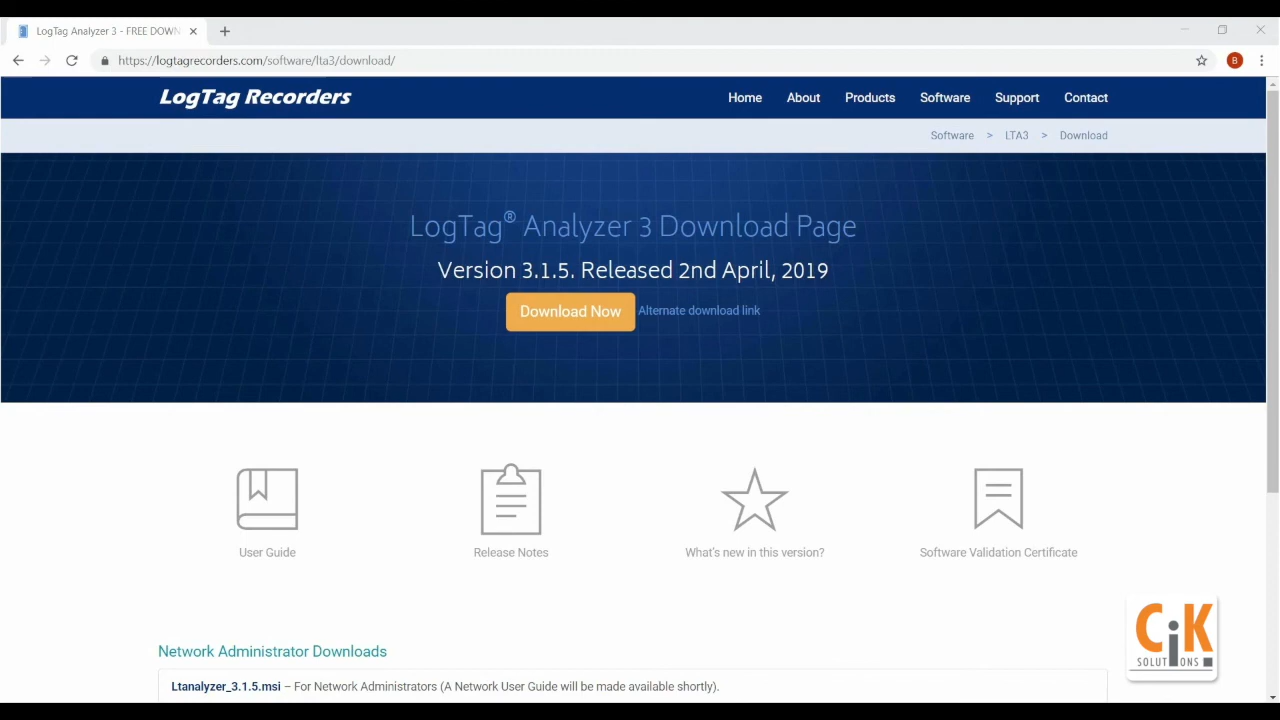 LogTag Analyzer 3 - FREE DOWN
https://logtagrecorders.com/software/lta3/download/
B
LogTag Recorders
Home About Products Software Support Contact
Software > LTA3 > Download
LogTag® Analyzer 3 Download Page
Version 3.1.5. Released 2nd April, 2019
Download Now Alternate download link
User Guide Release Notes What's new in this version? Software Validation Certificate
CiK
SOLUTIONS
Network Administrator Downloads
Ltanalyzer_3.1.5.msi – For Network Administrators (A Network User Guide will be made available shortly).